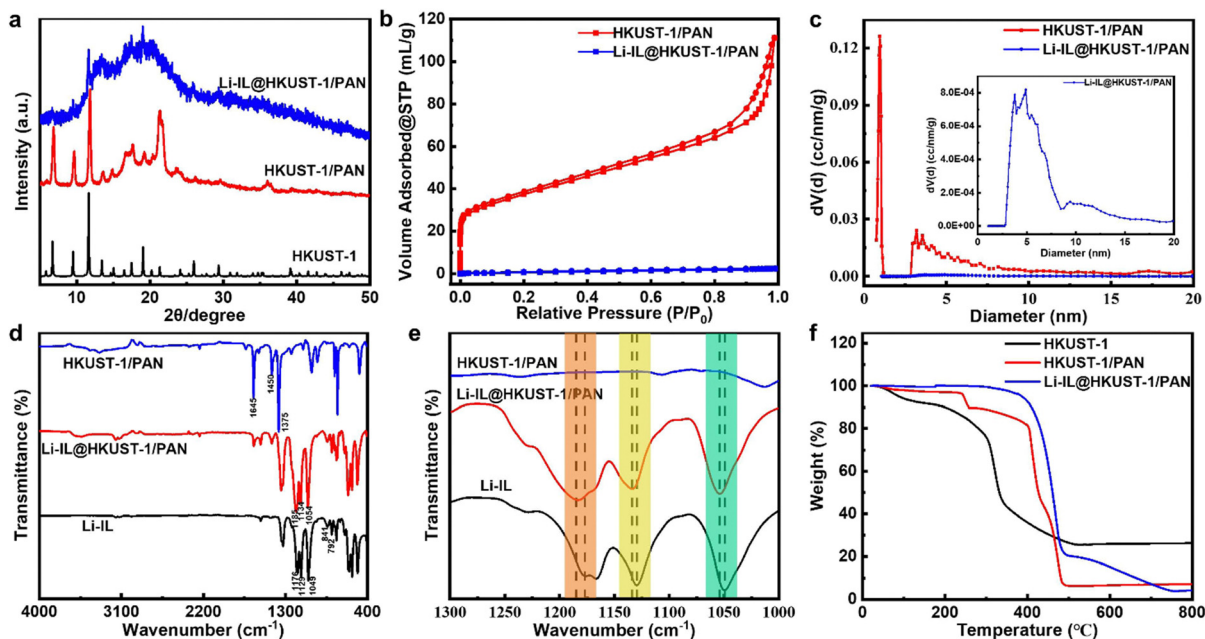 a
Intensity (a.u.)
Li-IL@HKUST-1/PAN
HKUST-1/PAN
HKUST-1
5 10 20 30 40 50
2θ/degree
b
Volume Adsorbed@STP (mL/g)
120
100
80
60
40
20
0
HKUST-1/PAN
Li-IL@HKUST-1/PAN
0.0 0.2 0.4 0.6 0.8 1.0
Relative Pressure (P/P0)
c
dV(d) (cc/nm/g)
0.12
0.09
0.06
0.03
0.00
HKUST-1/PAN
Li-IL@HKUST-1/PAN
dV(d) (cc/nm/g)
8.0E-04
6.0E-04
4.0E-04
2.0E-04
0.0E+00
Li-IL@HKUST-1/PAN
0 5 10 15 20
Diameter (nm)
0 5 10 15 20
Diameter (nm)
d
Transmittance (%)
HKUST-1/PAN
1645
1450
1375
Li-IL@HKUST-1/PAN
1185
1134
1054
Li-IL
1176
1129
1049
841
792
4000 3100 2200 1300 400
Wavenumber (cm-1)
e
Transmittance (%)
HKUST-1/PAN
Li-IL@HKUST-1/PAN
Li-IL
1300 1250 1200 1150 1100 1050 1000
Wavenumber (cm-1)
f
Weight (%)
120
100
80
60
40
20
0
HKUST-1
HKUST-1/PAN
Li-IL@HKUST-1/PAN
0 200 400 600 800
Temperature (℃)